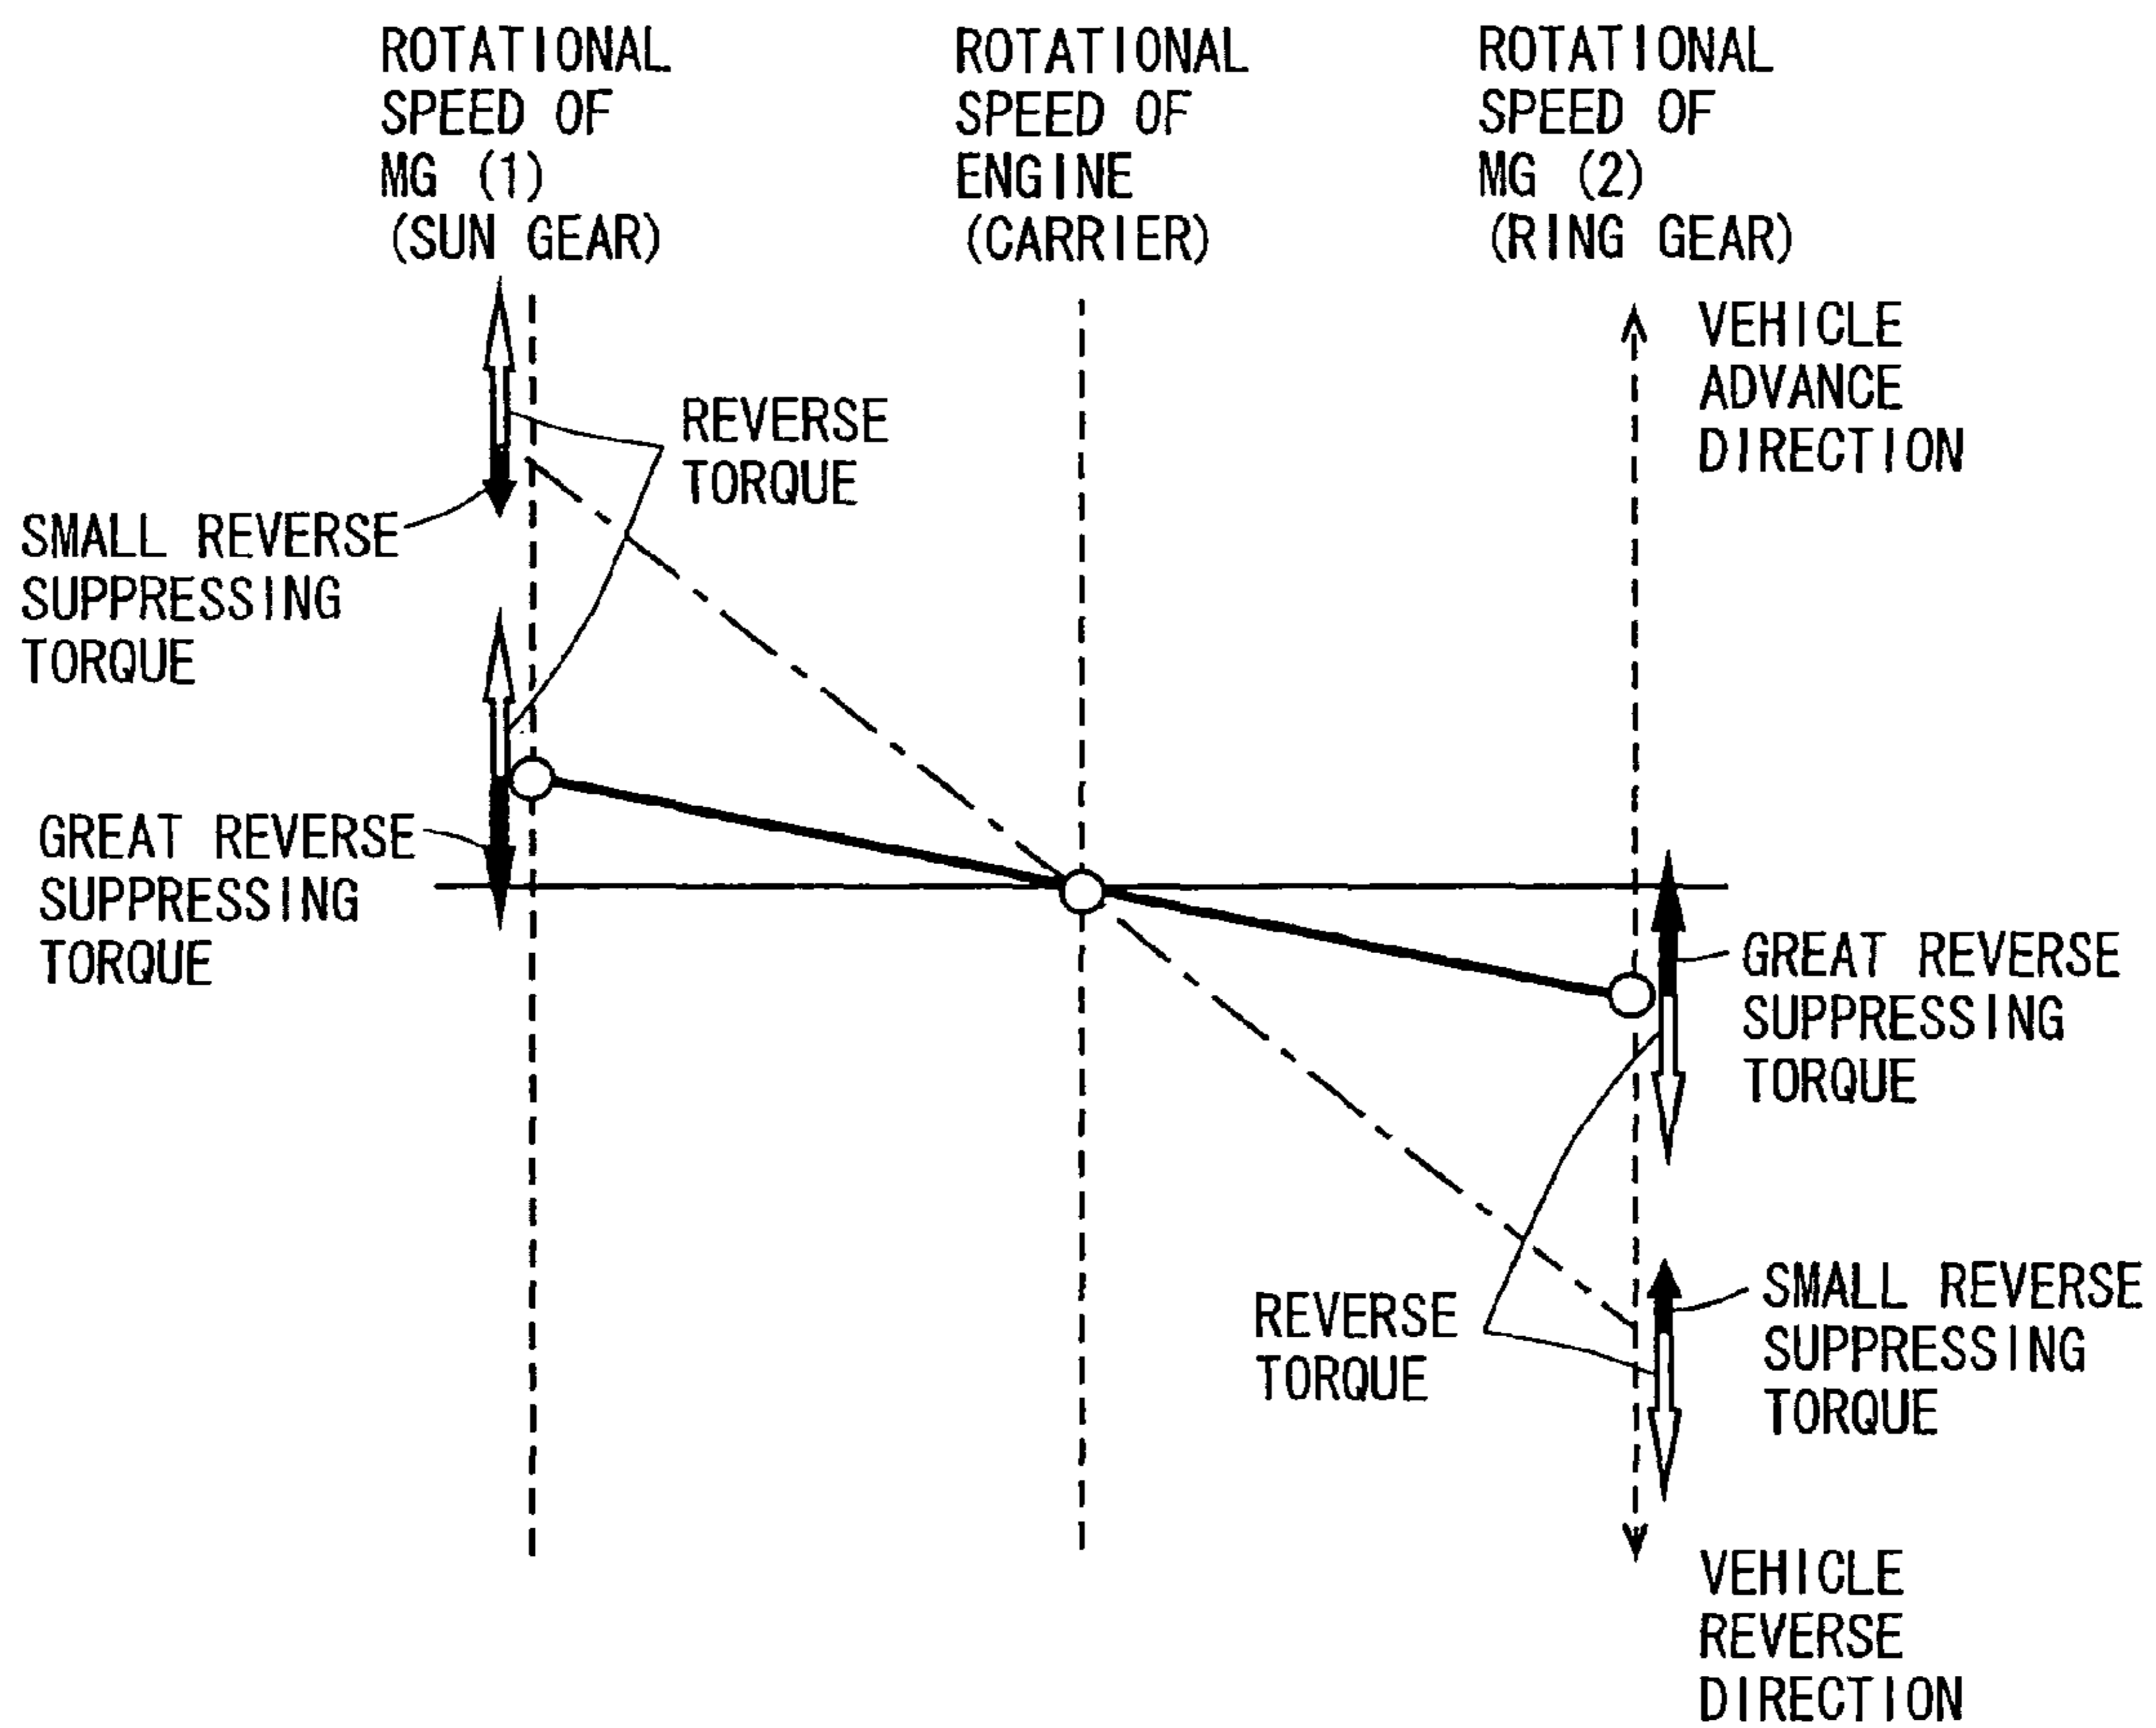 ROTATIONAL
SPEED OF
MG (1)
(SUN GEAR)
ROTATIONAL
SPEED OF
ENGINE
(CARRIER)
ROTATIONAL
SPEED OF
MG (2)
(RING GEAR)
VEHICLE
ADVANCE
DIRECTION
REVERSE
TORQUE
SMALL REVERSE
SUPPRESSING
TORQUE
GREAT REVERSE
SUPPRESSING
TORQUE
GREAT REVERSE
SUPPRESSING
TORQUE
REVERSE
TORQUE
SMALL REVERSE
SUPPRESSING
TORQUE
VEHICLE
REVERSE
DIRECTION